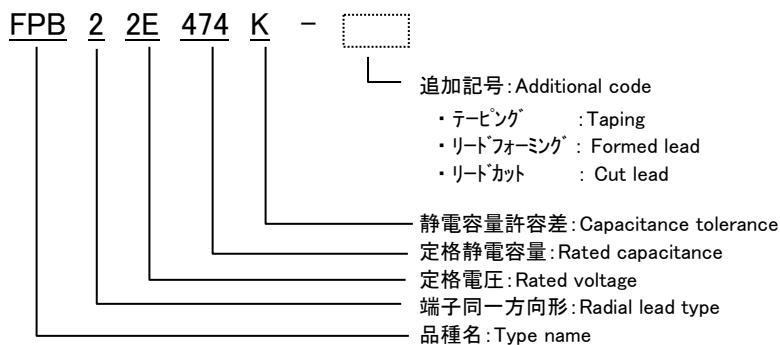 FPB 2 2E 474 K -
追加記号:Additional code
・ﾃｰﾋﾟﾝｸﾞ :Taping
・ﾘｰﾄﾞﾌｫｰﾐﾝｸﾞ : Formed lead
・ﾘｰﾄﾞｶｯﾄ : Cut lead
静電容量許容差:Capacitance tolerance
定格静電容量:Rated capacitance
定格電圧:Rated voltage
端子同一方向形:Radial lead type
品種名:Type name